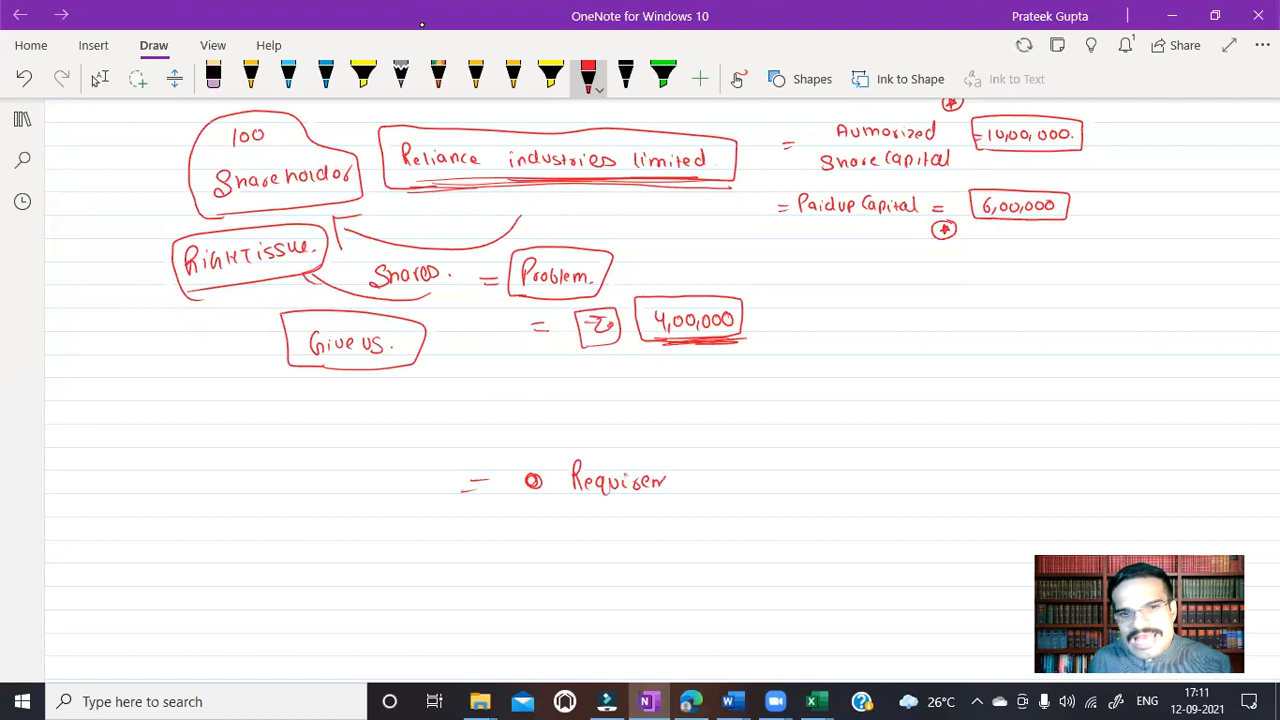 OneNote for Windows 10
Prateek Gupta
Home Insert Draw View Help
Share
Shapes
Ink to Shape
Ink to Text
100
Shareholder
Reliance industries limited
= Authorized = 10,00,000.
Share Capital
= Paidup Capital = 6,00,000
Right issue.
Shares. = Problem.
= 4,00,000
Give us.
= Requirem
Type here to search
26°C
ENG
17:11
12-09-2021